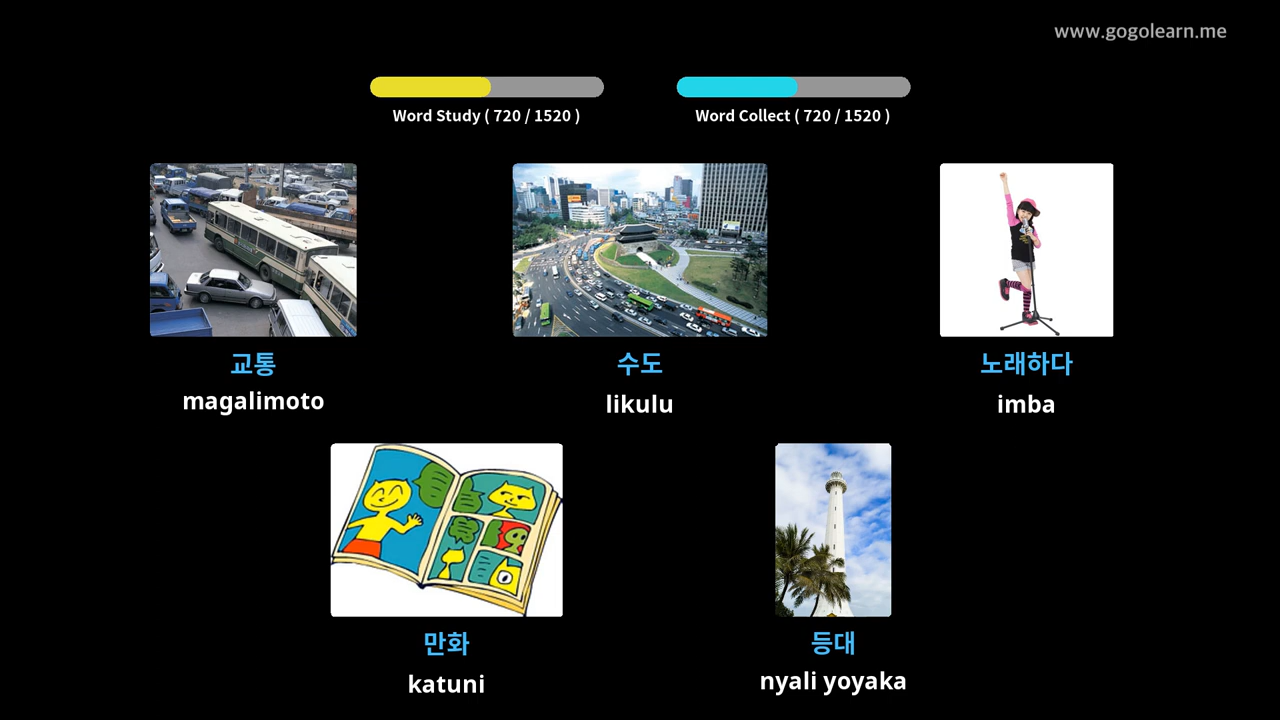 www.gogolearn.me
Word Study ( 720 / 1520 )
Word Collect ( 720 / 1520 )
교통
magalimoto
수도
likulu
노래하다
imba
만화
katuni
등대
nyali yoyaka